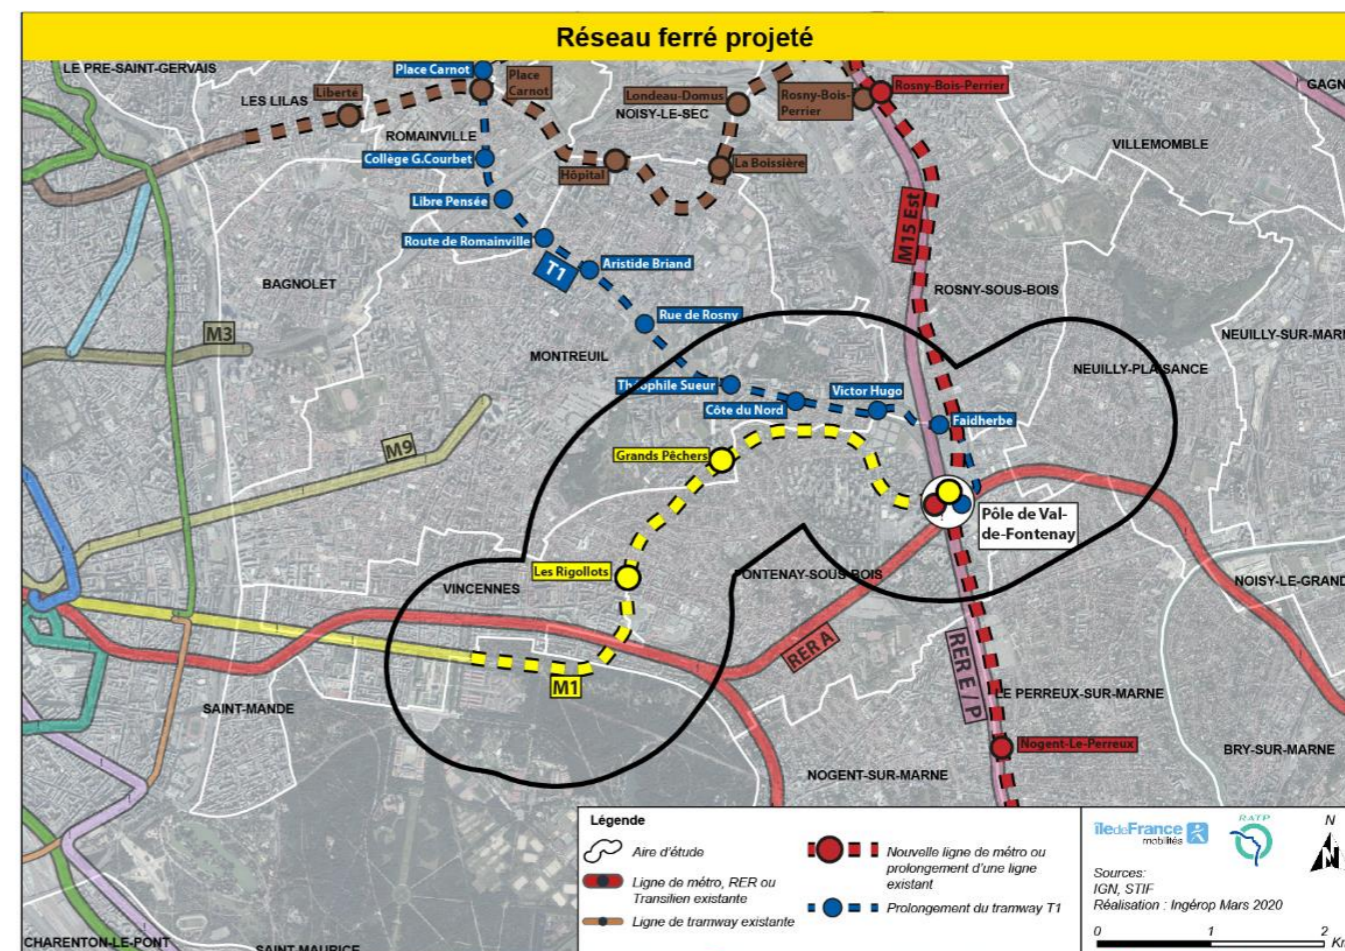 Réseau ferré projeté
LE PRE-SAINT-GERVAIS
Place Carnot
Place
Carnot
Rosny-Bois-Perrier
GAGN
Liberté
LES LILAS
Londeau-Domus
Rosny-Bois-
Perrier
NOISY-LE-SEC
ROMAINVILLE
VILLEMOMBLE
Collège G.Courbet
Hôpital
La Boissière
Libre Pensée
M15 Est
Route de Romainville
T1
Aristide Briand
BAGNOLET
ROSNY-SOUS-BOIS
Rue de Rosny
M3
NEUILLY-SUR-MARN
MONTREUIL
NEUILLY-PLAISANCE
Théophile Sueur
Victor Hugo
Côte du Nord
Faidherbe
M9
Grands Pêchers
Pôle de Val-
de-Fontenay
Les Rigollots
FONTENAY-SOUS-BOIS
VINCENNES
NOISY-LE-GRAND
RER A
M1
RER E / P
LE PERREUX-SUR-MARNE
SAINT-MANDE
Nogent-Le-Perreux
BRY-SUR-MARNE
NOGENT-SUR-MARNE
Légende
Aire d'étude
Ligne de métro, RER ou
Transilien existante
Ligne de tramway existante
Nouvelle ligne de métro ou
prolongement d'une ligne
existant
Prolongement du tramway T1
îledeFrance
mobilités
RATP
N
Sources:
IGN, STIF
Réalisation : Ingérop Mars 2020
0 1 2
K
CHARENTON-LE-PONT
SAINT-MAURICE